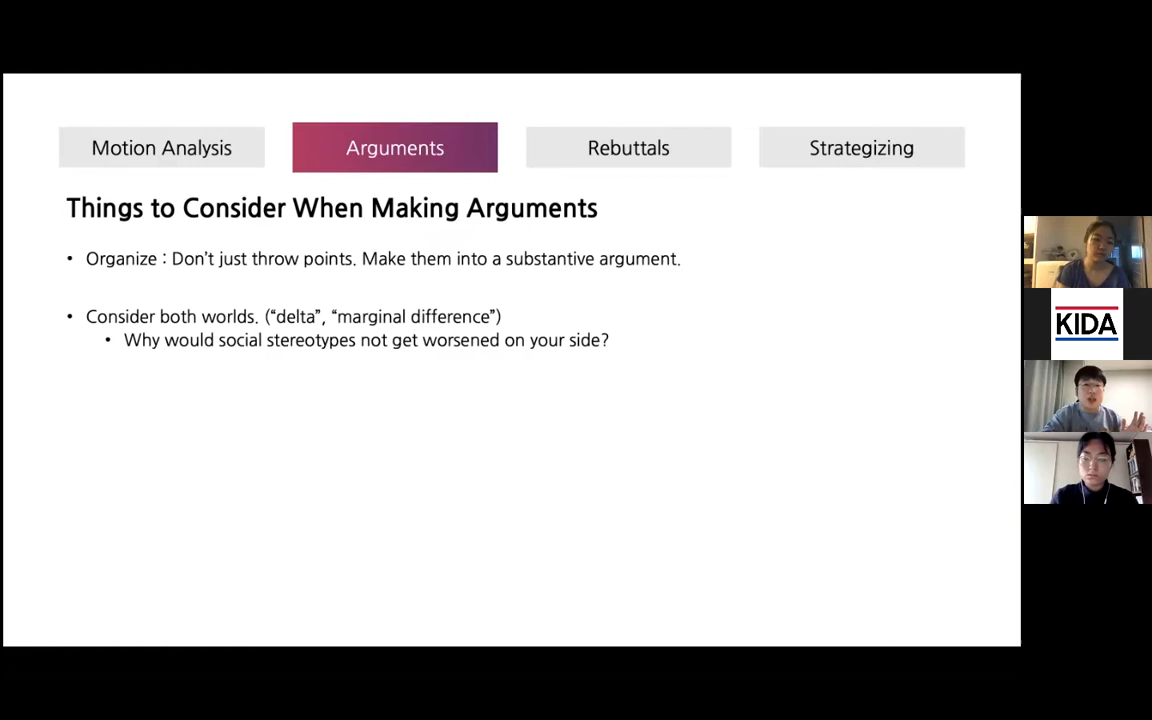 Motion Analysis
Arguments
Rebuttals
Strategizing
Things to Consider When Making Arguments
• Organize : Don't just throw points. Make them into a substantive argument.
• Consider both worlds. (“delta”, “marginal difference”)
• Why would social stereotypes not get worsened on your side?
KIDA